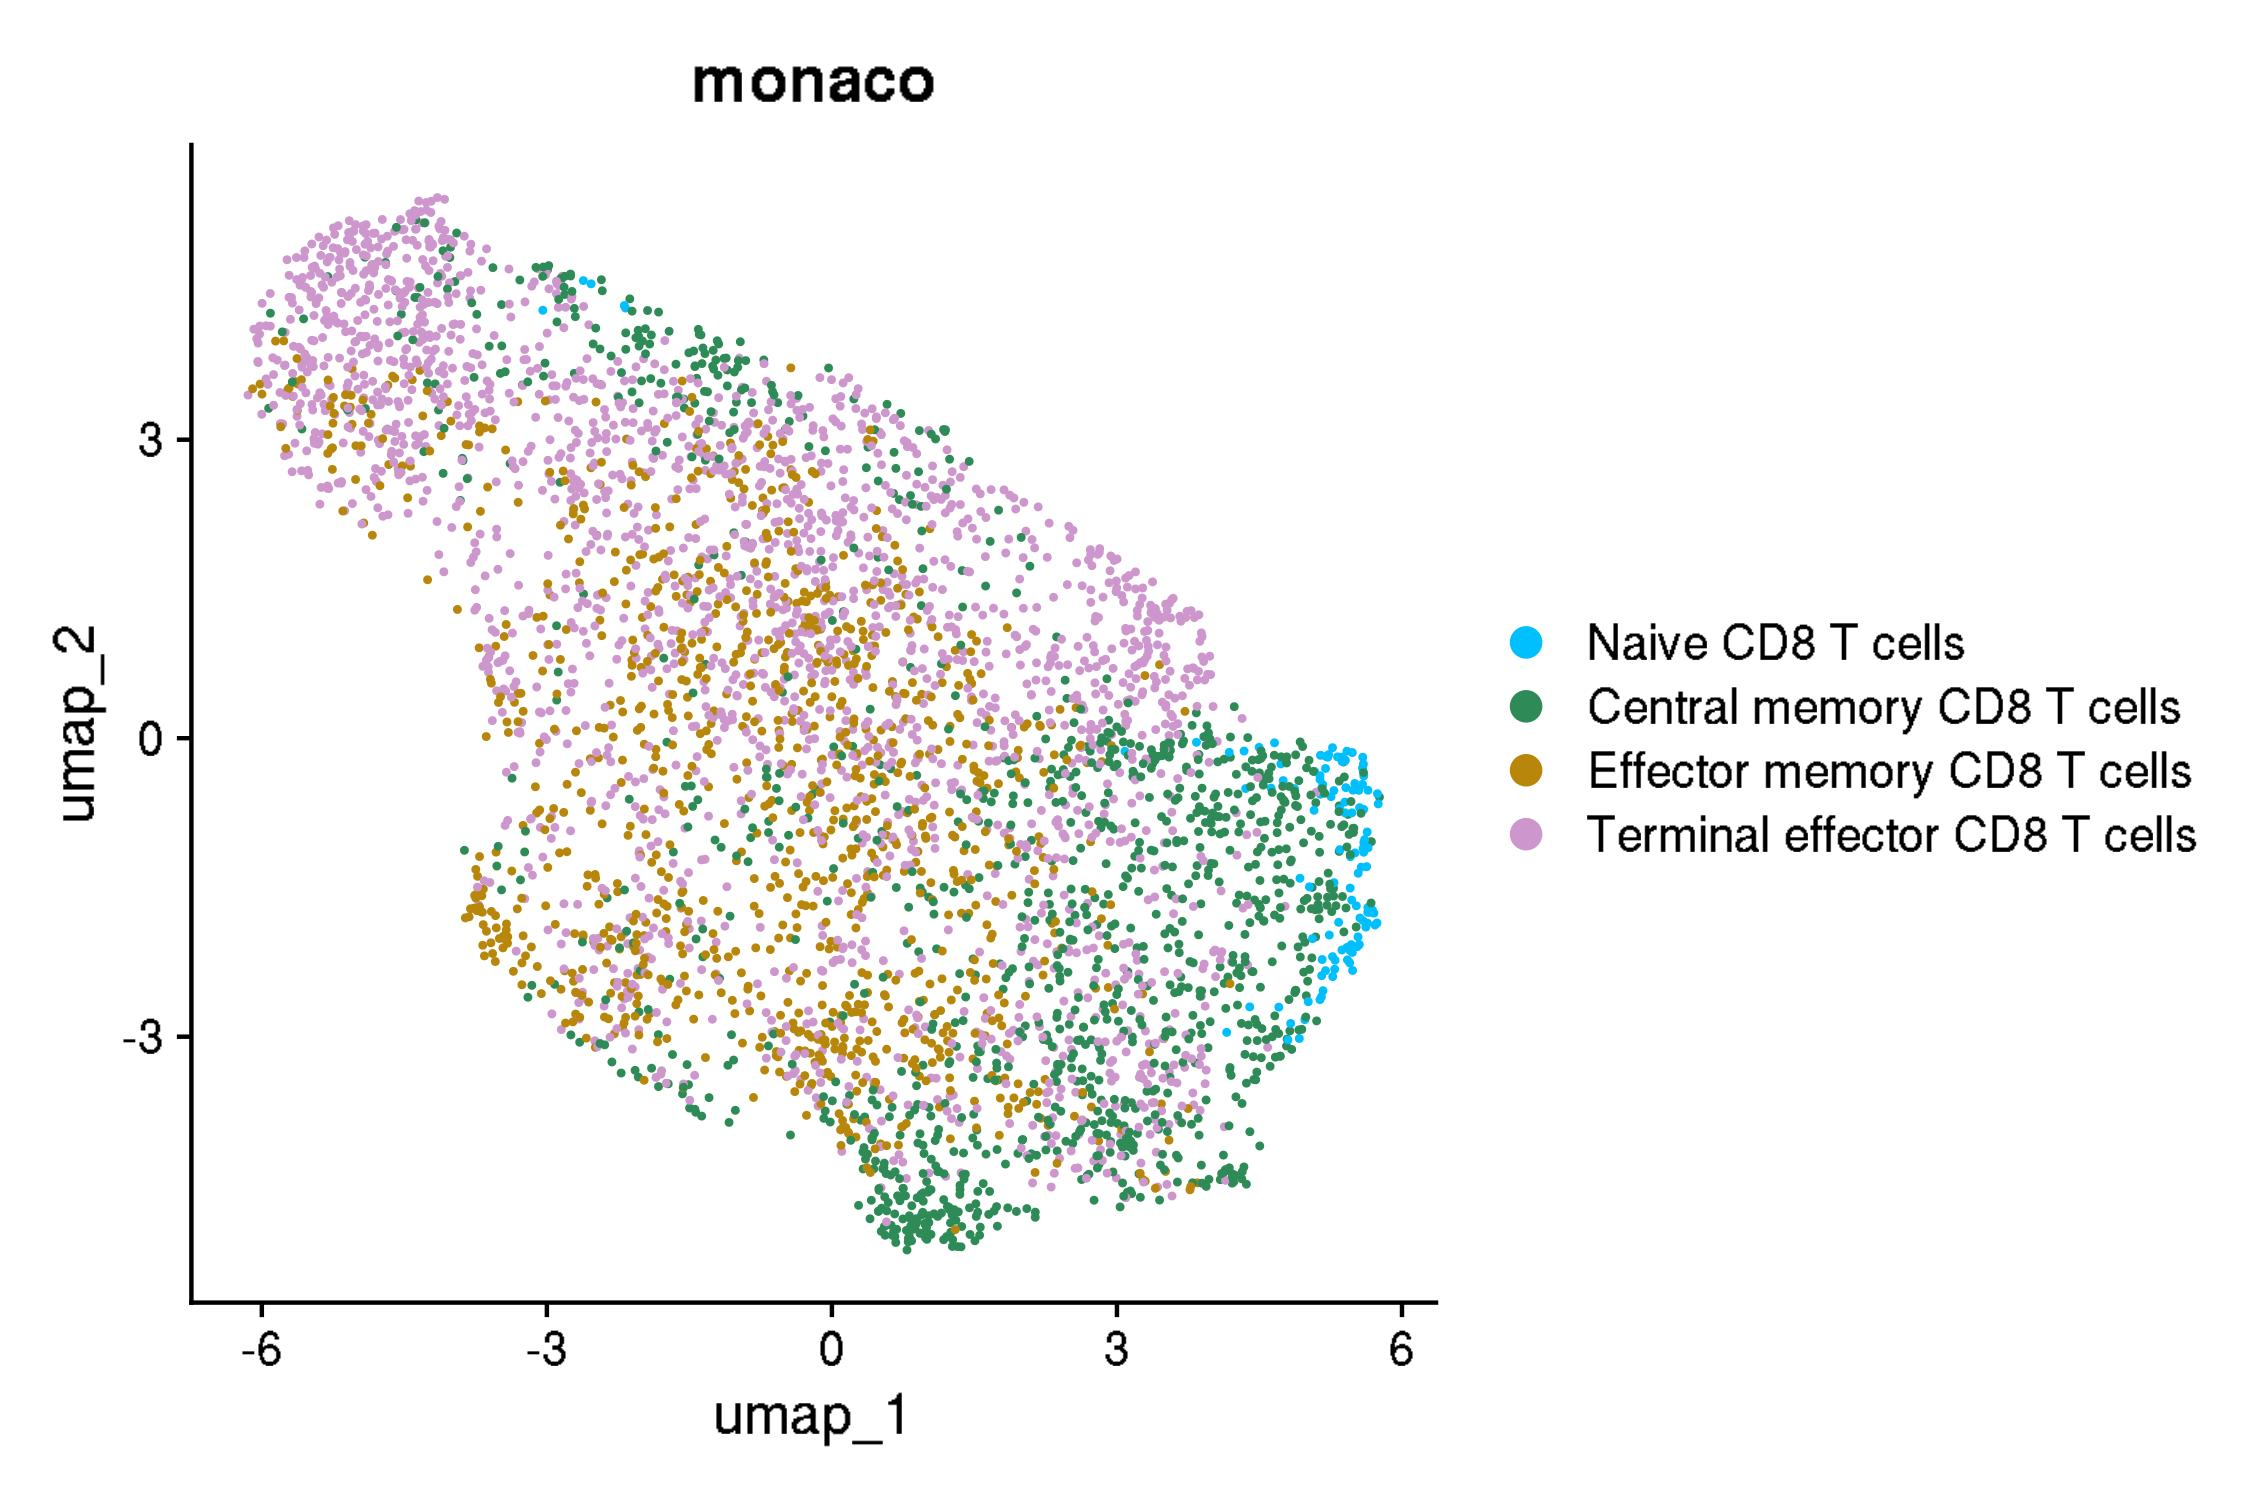 monaco
umap_2
3
0
-3
-6
-3
0
3
6
umap_1
Naive CD8 T cells
Central memory CD8 T cells
Effector memory CD8 T cells
Terminal effector CD8 T cells